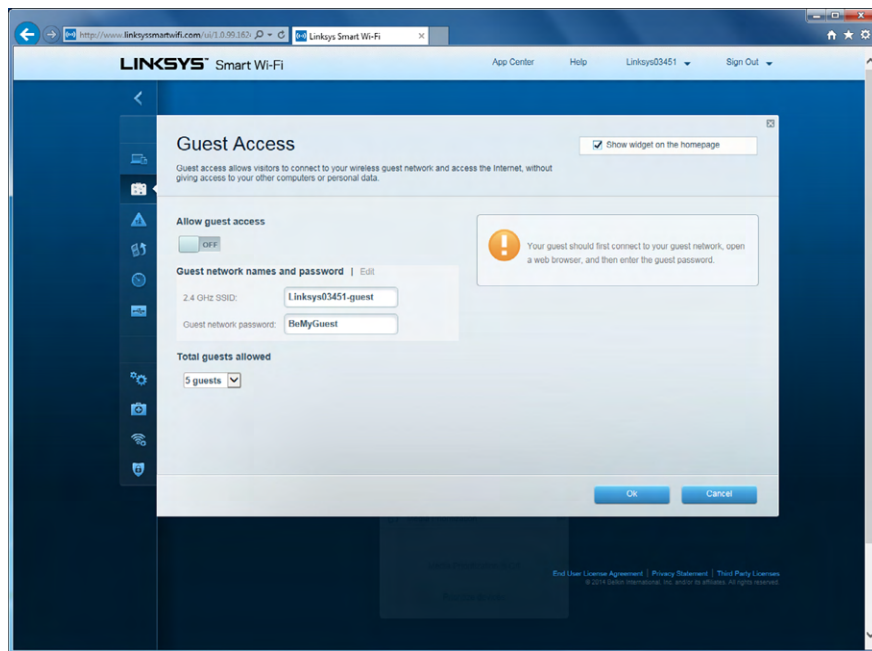 http://www.linksyssmartwifi.com/ui/1.0.99.162
Linksys Smart Wi-Fi
LINKSYS Smart Wi-Fi
App Center
Help
Linksys03451
Sign Out
Guest Access
Show widget on the homepage
Guest access allows visitors to connect to your wireless guest network and access the Internet, without
giving access to your other computers or personal data.
Allow guest access
OFF
Your guest should first connect to your guest network, open
a web browser, and then enter the guest password.
Guest network names and password | Edit
2.4 GHz SSID:
Linksys03451-guest
Guest network password:
BeMyGuest
Total guests allowed
5 guests
Ok
Cancel
End User License Agreement | Privacy Statement | Third Party Licenses
© 2014 Belkin International, Inc. and/or its affiliates. All rights reserved.